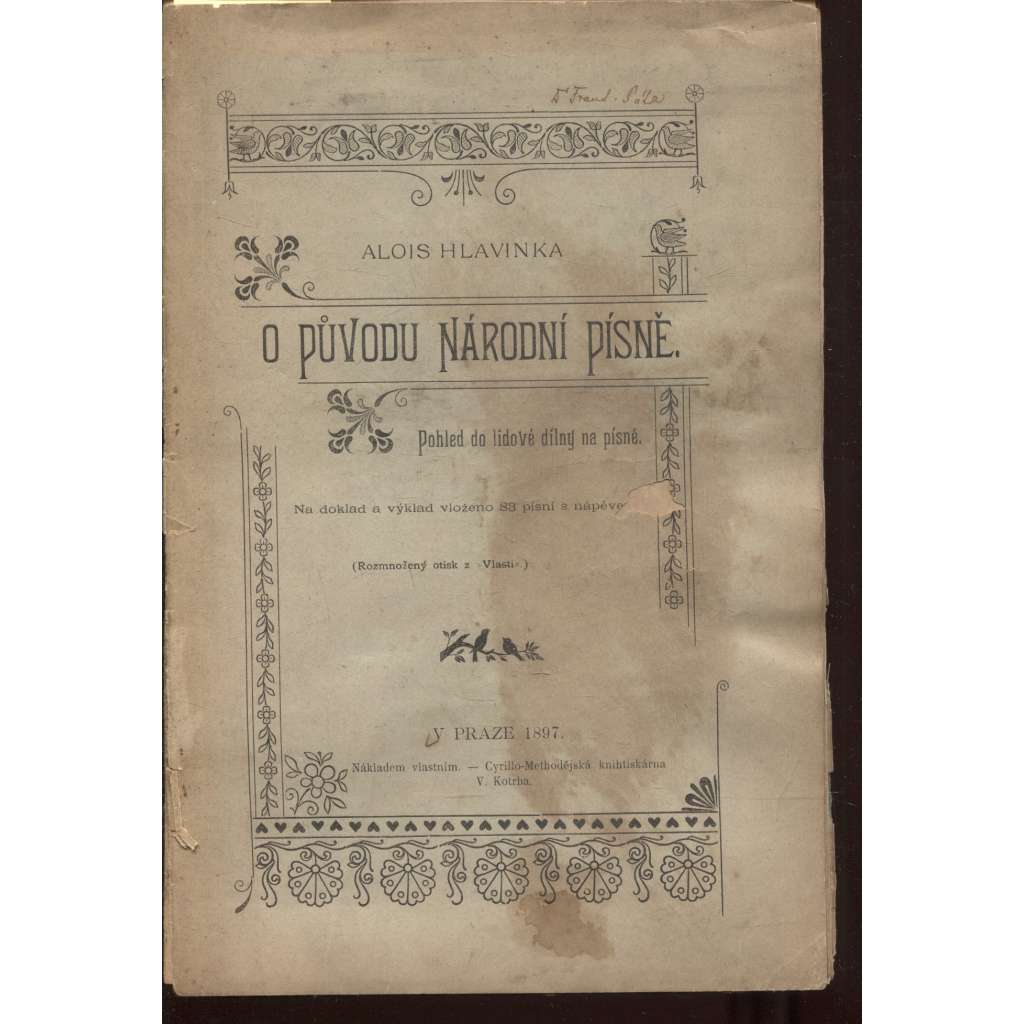 ALOIS HLAVINKA
O PŮVODU NÁRODNÍ PÍSNĚ.
Pohled do lidové dílny na písně.
Na doklad a výklad vloženo 83 písní s
(Rozmnožený otisk z »Vlasti«.)
V PRAZE 1897.
Nákladem vlastním. — Cyrillo-Methodějská knihtiskárna
V. Kotrba.